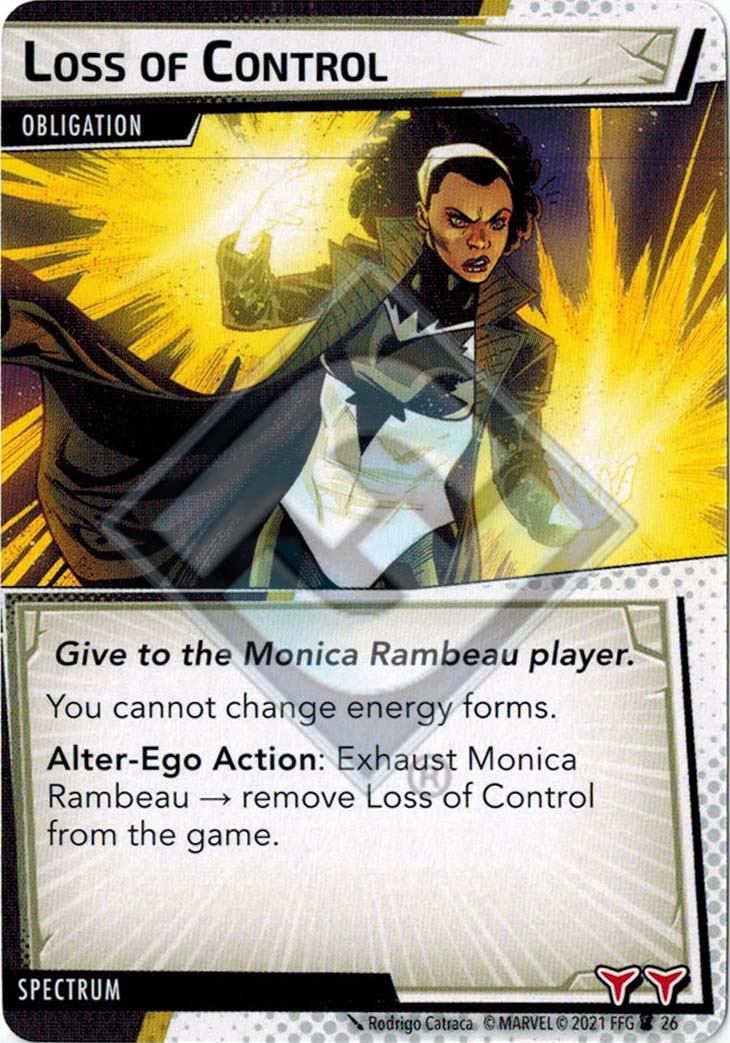 Loss of Control
OBLIGATION
Give to the Monica Rambeau player.
You cannot change energy forms.
Alter-Ego Action: Exhaust Monica
Rambeau → remove Loss of Control
from the game.
SPECTRUM
Rodrigo Catraca © MARVEL © 2021 FFG 26
®